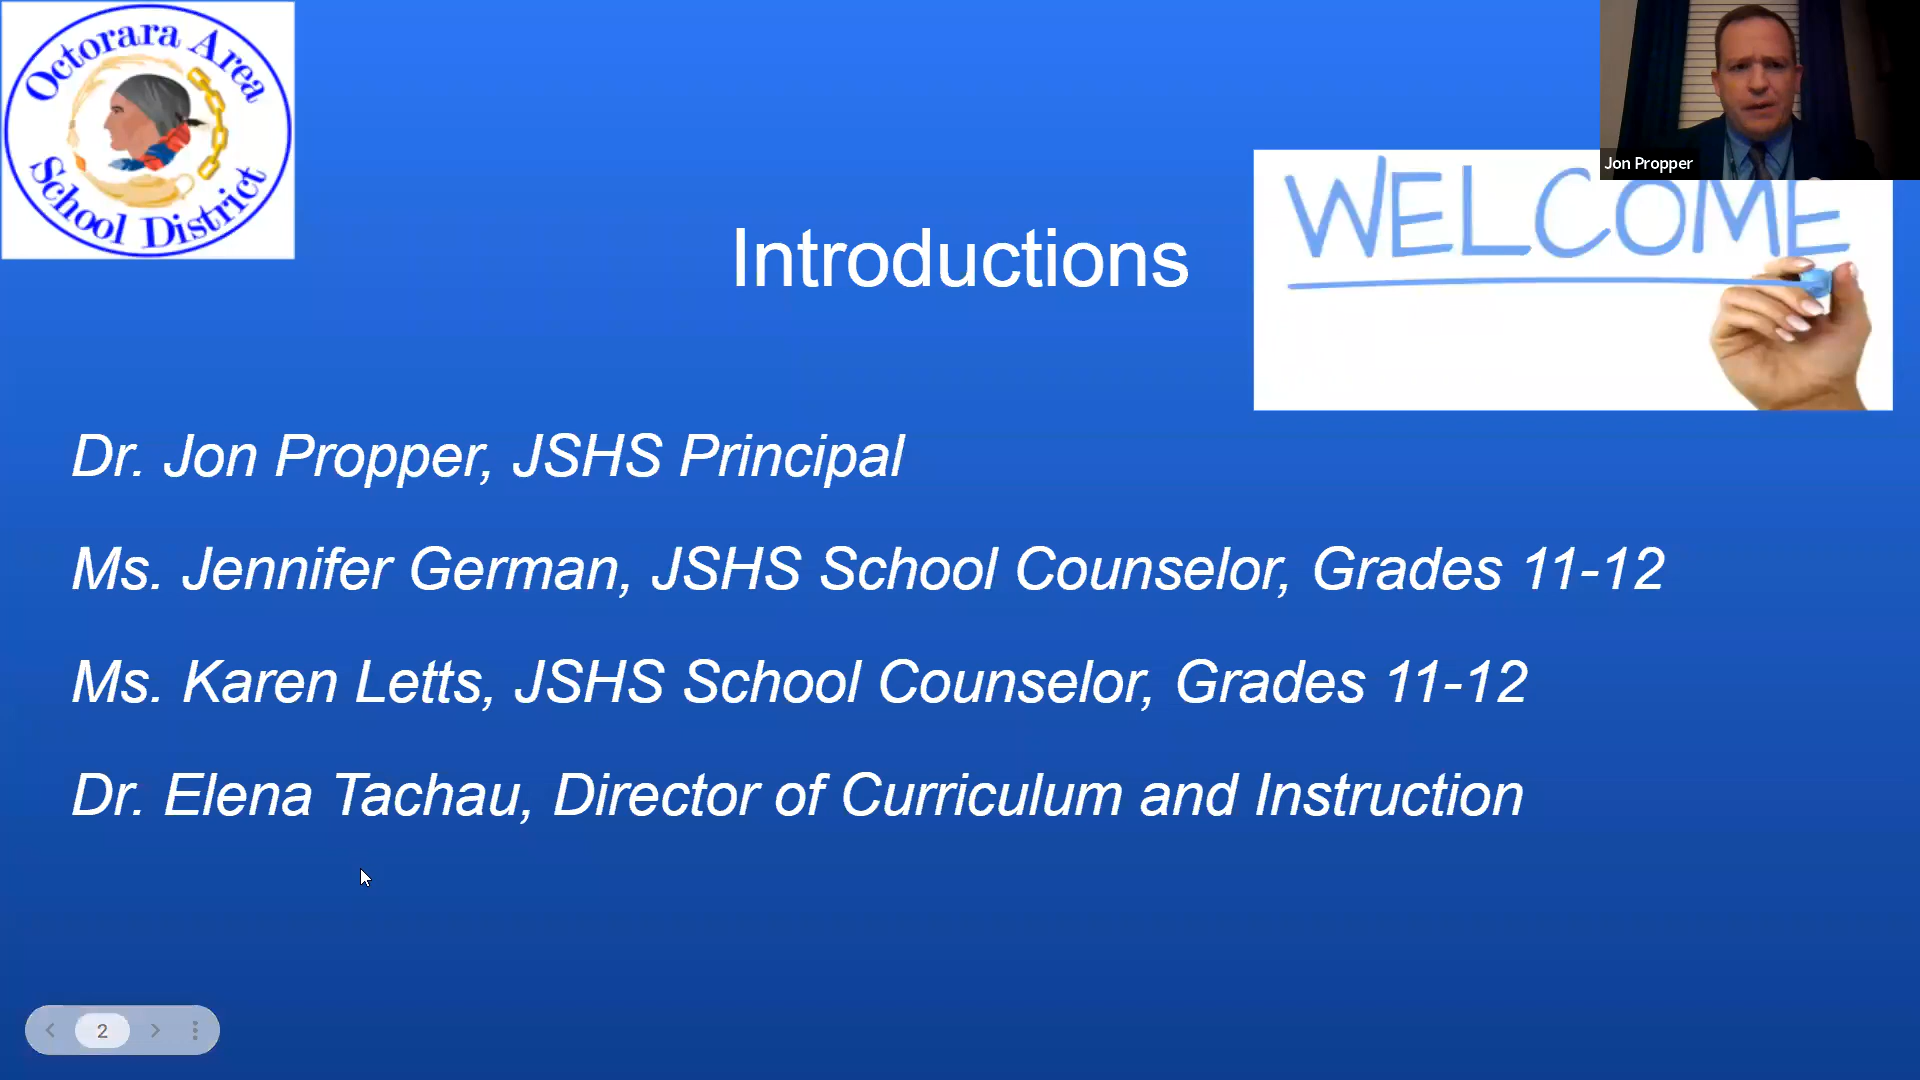 Octorara Area
School District
Jon Propper
WELCOME
Introductions
Dr. Jon Propper, JSHS Principal
Ms. Jennifer German, JSHS School Counselor, Grades 11-12
Ms. Karen Letts, JSHS School Counselor, Grades 11-12
Dr. Elena Tachau, Director of Curriculum and Instruction
2